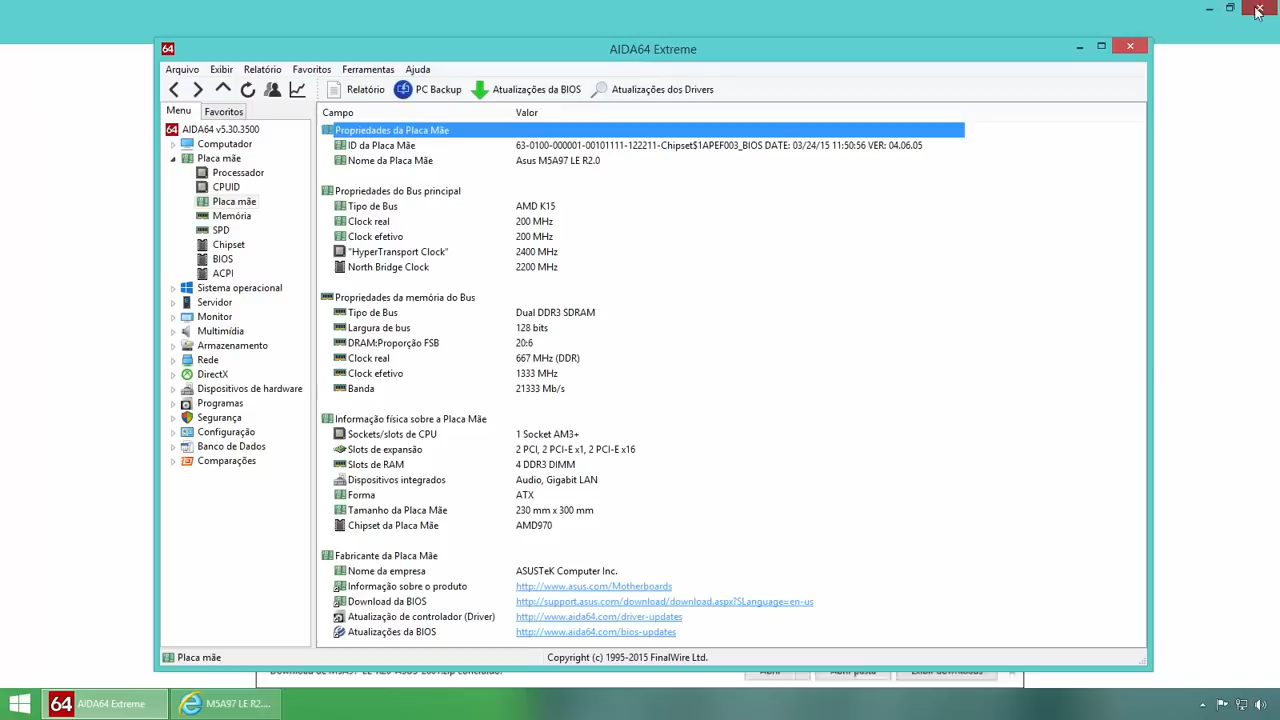 AIDA64 Extreme
Arquivo Exibir Relatório Favoritos Ferramentas Ajuda
Relatório PC Backup Atualizações da BIOS Atualizações dos Drivers
Menu Favoritos
Campo Valor
AIDA64 v5.30.3500
Computador
Placa mãe
Processador
CPUID
Placa mãe
Memória
SPD
Chipset
BIOS
ACPI
Sistema operacional
Servidor
Monitor
Multimídia
Armazenamento
Rede
DirectX
Dispositivos de hardware
Programas
Segurança
Configuração
Banco de Dados
Comparações
Propriedades da Placa Mãe
ID da Placa Mãe 63-0100-000001-00101111-122211-Chipset$1APEF003_BIOS DATE: 03/24/15 11:50:56 VER: 04.06.05
Nome da Placa Mãe Asus M5A97 LE R2.0
Propriedades do Bus principal
Tipo de Bus AMD K15
Clock real 200 MHz
Clock efetivo 200 MHz
"HyperTransport Clock" 2400 MHz
North Bridge Clock 2200 MHz
Propriedades da memória do Bus
Tipo de Bus Dual DDR3 SDRAM
Largura de bus 128 bits
DRAM:Proporção FSB 20:6
Clock real 667 MHz (DDR)
Clock efetivo 1333 MHz
Banda 21333 Mb/s
Informação física sobre a Placa Mãe
Sockets/slots de CPU 1 Socket AM3+
Slots de expansão 2 PCI, 2 PCI-E x1, 2 PCI-E x16
Slots de RAM 4 DDR3 DIMM
Dispositivos integrados Audio, Gigabit LAN
Forma ATX
Tamanho da Placa Mãe 230 mm x 300 mm
Chipset da Placa Mãe AMD970
Fabricante da Placa Mãe
Nome da empresa ASUSTeK Computer Inc.
Informação sobre o produto http://www.asus.com/Motherboards
Download da BIOS http://support.asus.com/download/download.aspx?SLanguage=en-us
Atualização de controlador (Driver) http://www.aida64.com/driver-updates
Atualizações da BIOS http://www.aida64.com/bios-updates
Placa mãe Copyright (c) 1995-2015 FinalWire Ltd.
64 AIDA64 Extreme M5A97 LE R2....